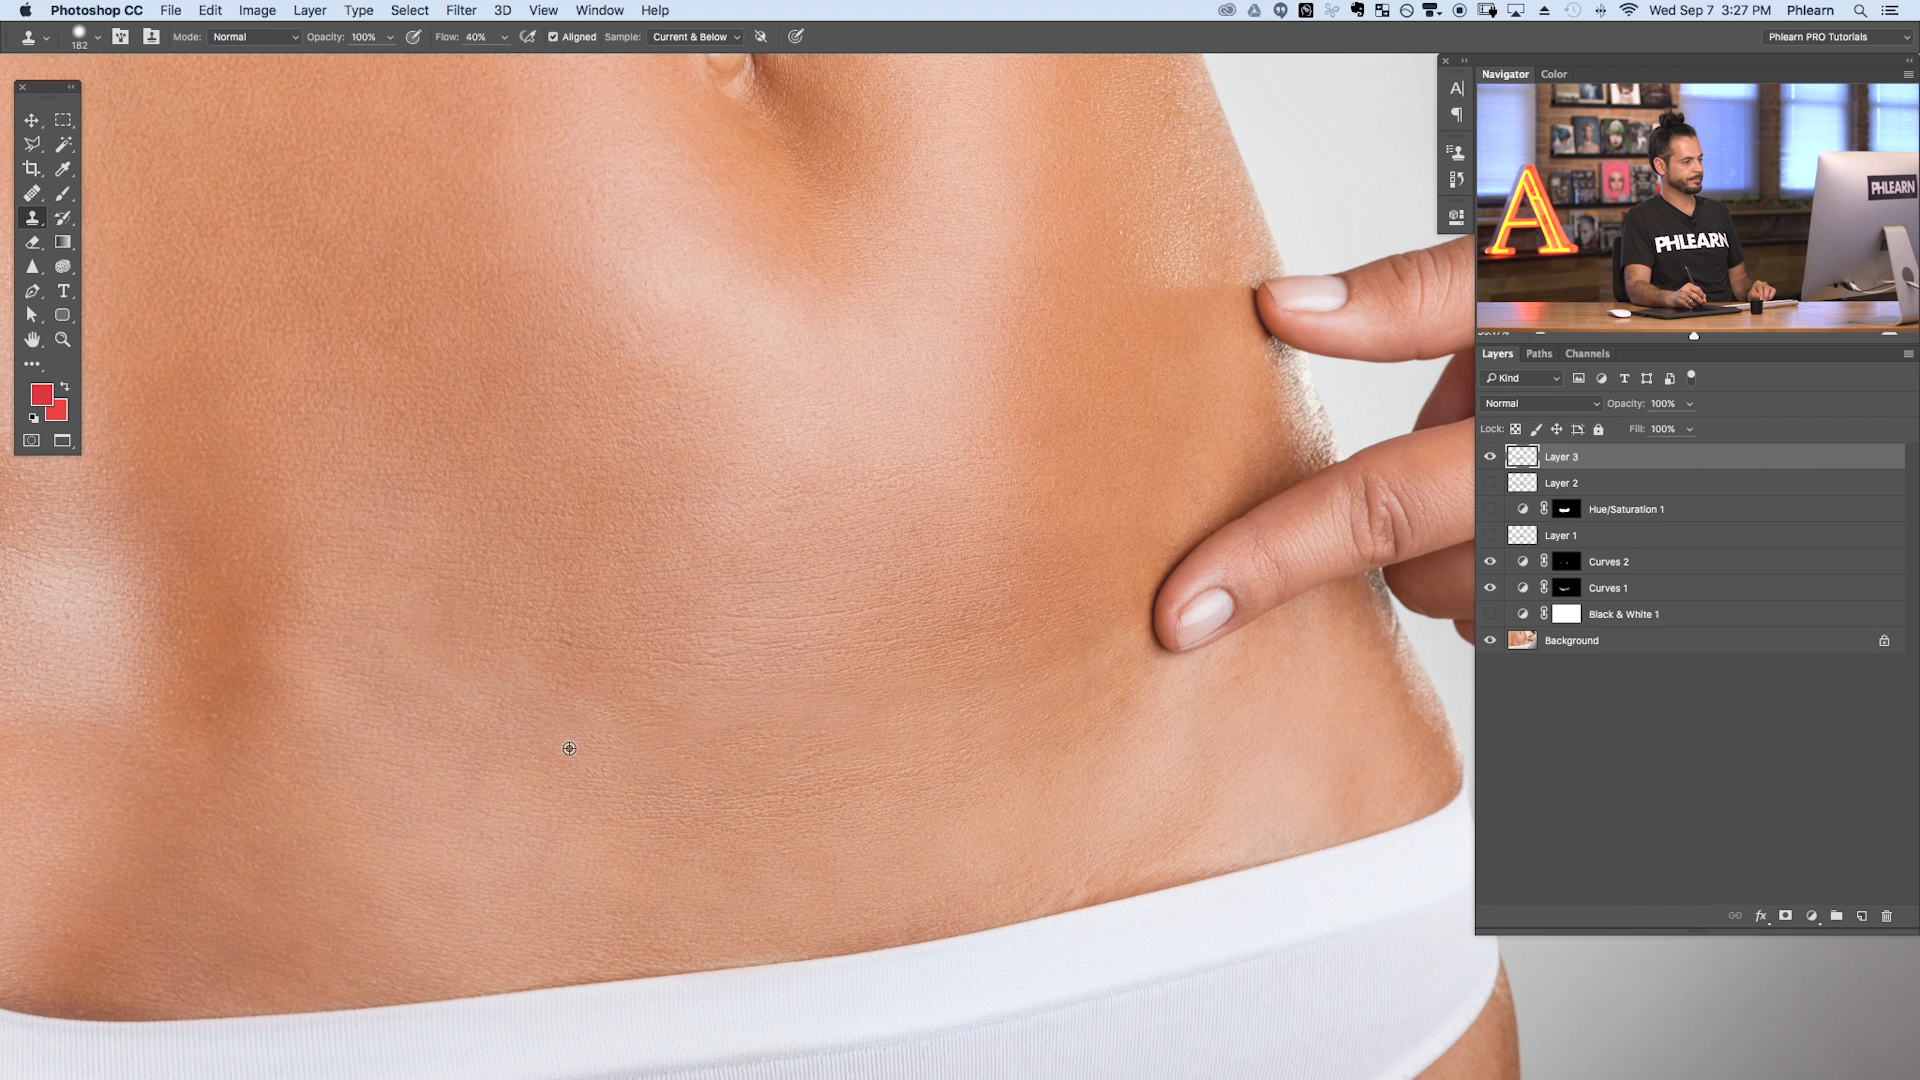 Photoshop CC File Edit Image Layer Type Select Filter 3D View Window Help Wed Sep 7 3:27 PM Phlearn
182 Mode: Normal Opacity: 100% Flow: 40% Aligned Sample: Current & Below Phlearn PRO Tutorials
Navigator Color
A
PHLEARN
PHLEARN
Layers Paths Channels
Kind
Normal Opacity: 100%
Lock: Fill: 100%
Layer 3
Layer 2
Hue/Saturation 1
Layer 1
Curves 2
Curves 1
Black & White 1
Background
fx